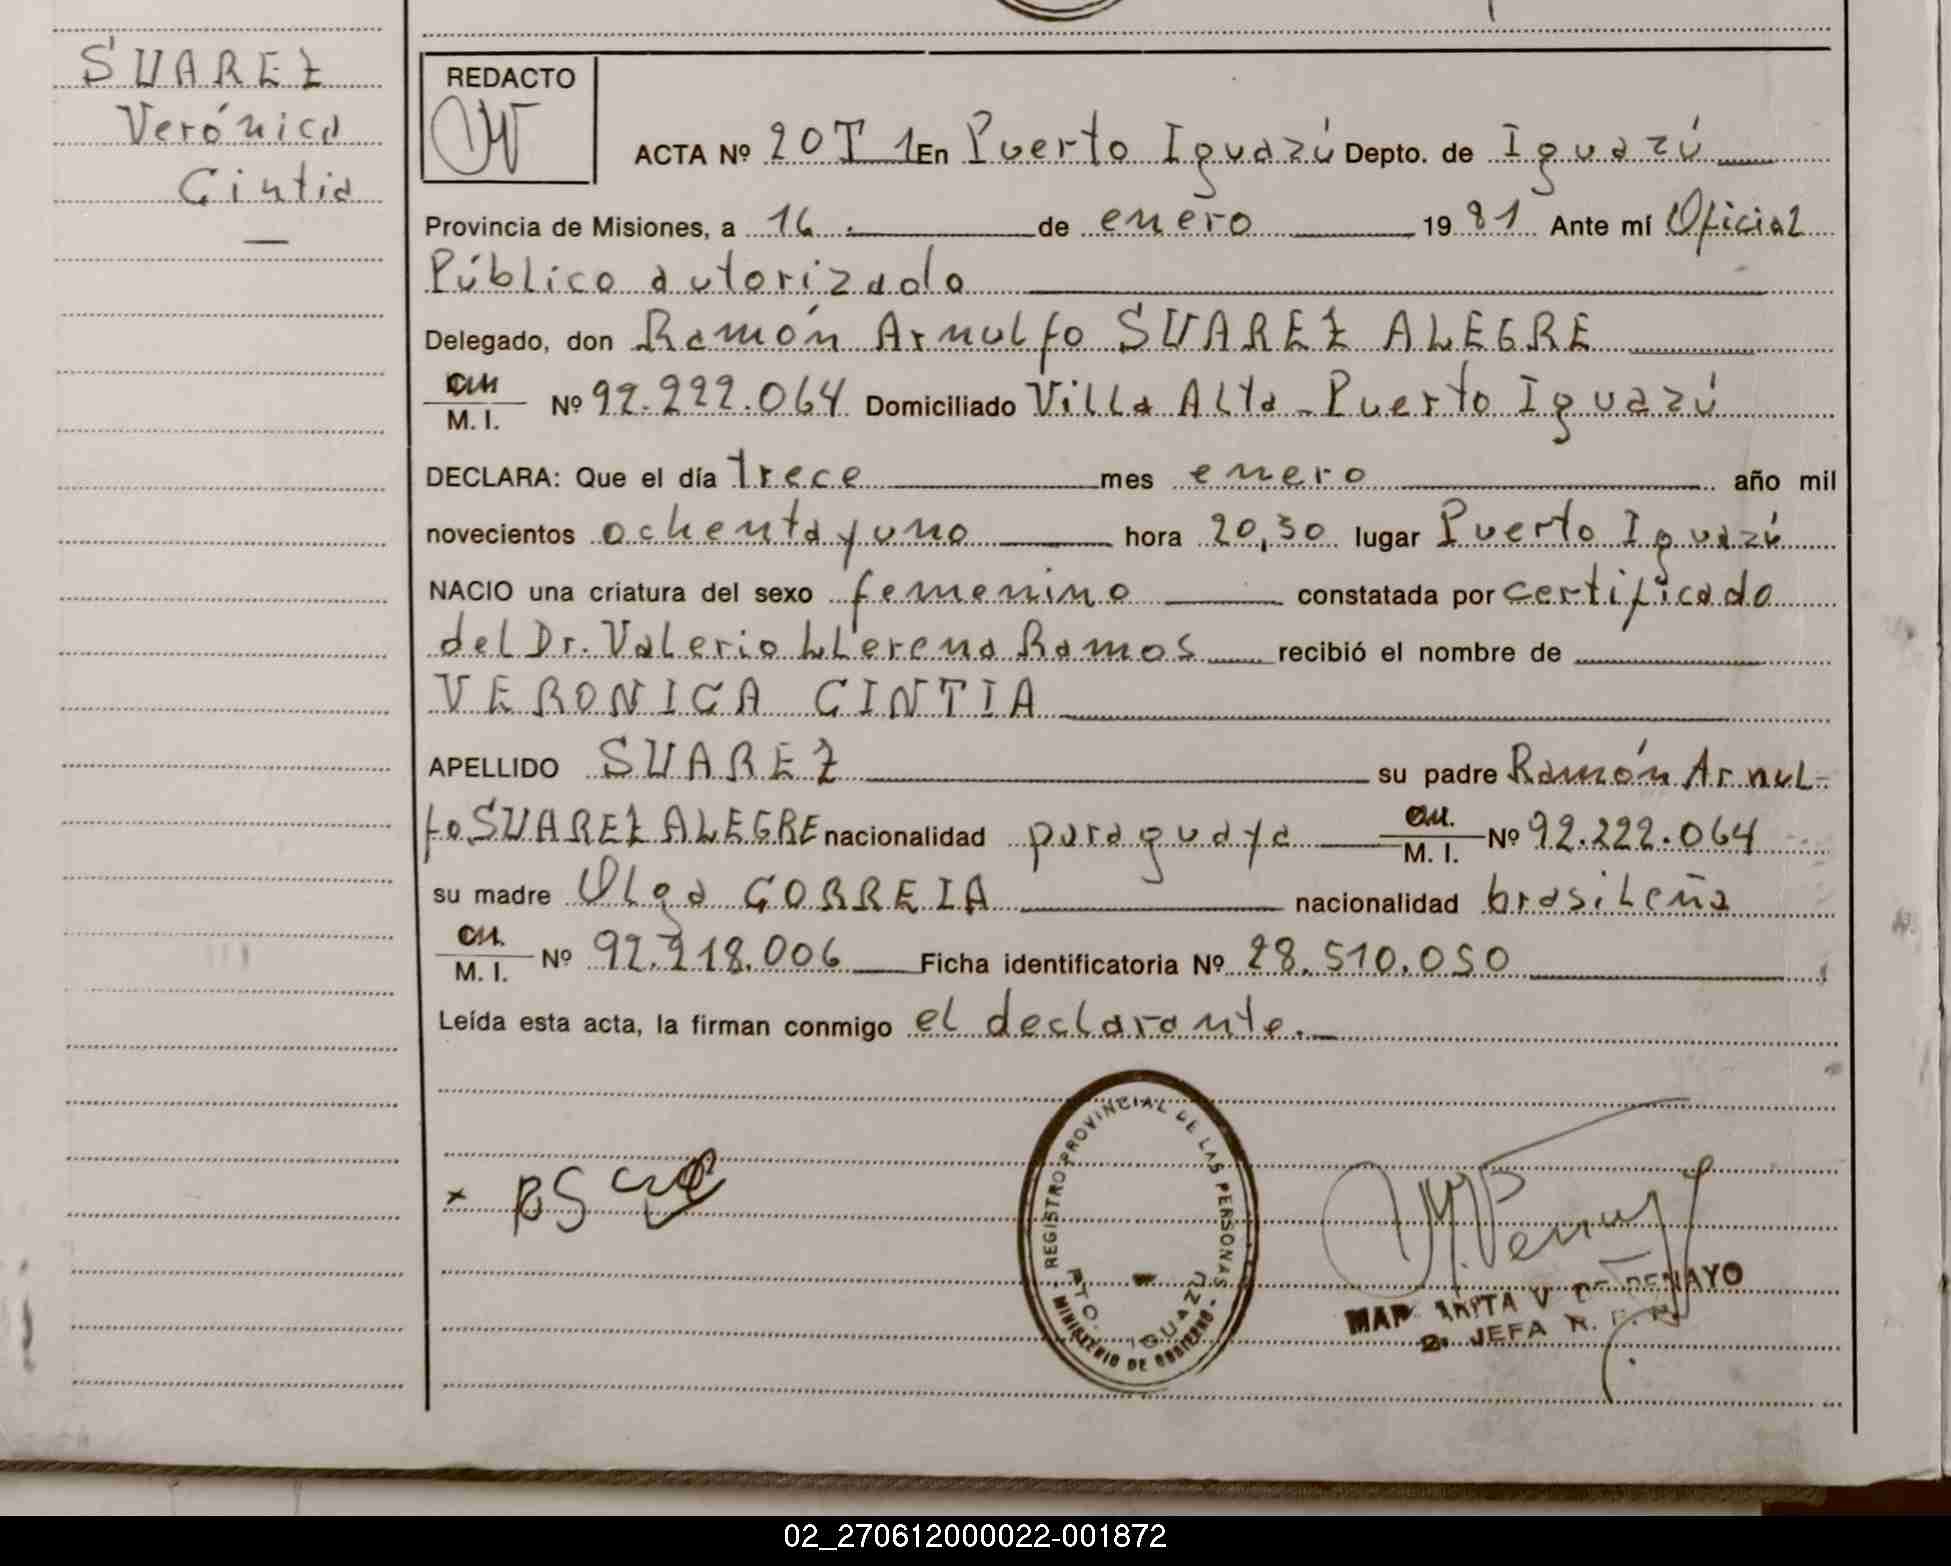 SUAREZ
Verónica
Cintia
REDACTO
ACTA Nº 20 T 1 En Puerto Iguazú Depto. de Iguazú
Provincia de Misiones, a 16 de enero 1981 Ante mí Oficial
Público autorizado
Delegado, don Ramón Arnulfo SUAREZ ALEGRE
CM
M. I. Nº 92.222.064 Domiciliado Villa Alta - Puerto Iguazú
DECLARA: Que el día trece mes enero año mil
novecientos ochenta y uno hora 20,30 lugar Puerto Iguazú
NACIO una criatura del sexo femenino constatada por certificado
del Dr. Valerio LLerena Ramos recibió el nombre de
VERONICA CINTIA
APELLIDO SUAREZ su padre Ramón Arnul-
fo SUAREZ ALEGRE nacionalidad paraguaya CM. M. I. Nº 92.222.064
su madre Olga CORREIA nacionalidad brasileña
CM.
M. I. Nº 92.218.006 Ficha identificatoria Nº 28.510.050
Leída esta acta, la firman conmigo el declarante.
REGISTRO PROVINCIAL DE LAS PERSONAS
PTO. IGUAZU
MINISTERIO DE GOBIERNO
V DE PENAYO
JEFA
02_270612000022-001872